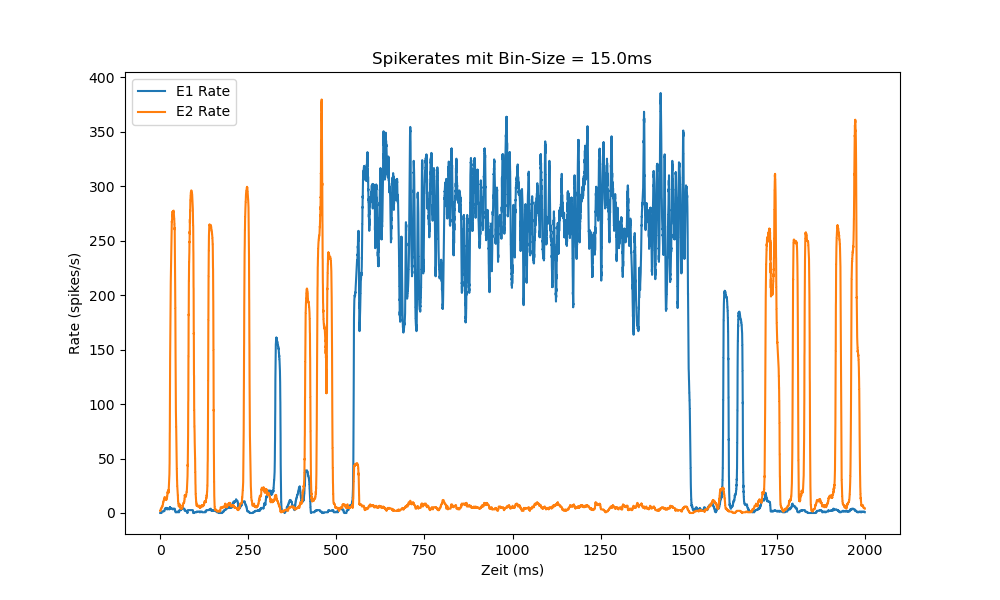 Spikerates mit Bin-Size = 15.0ms
E1 Rate
E2 Rate
Rate (spikes/s)
400
350
300
250
200
150
100
50
0
0 250 500 750 1000 1250 1500 1750 2000
Zeit (ms)